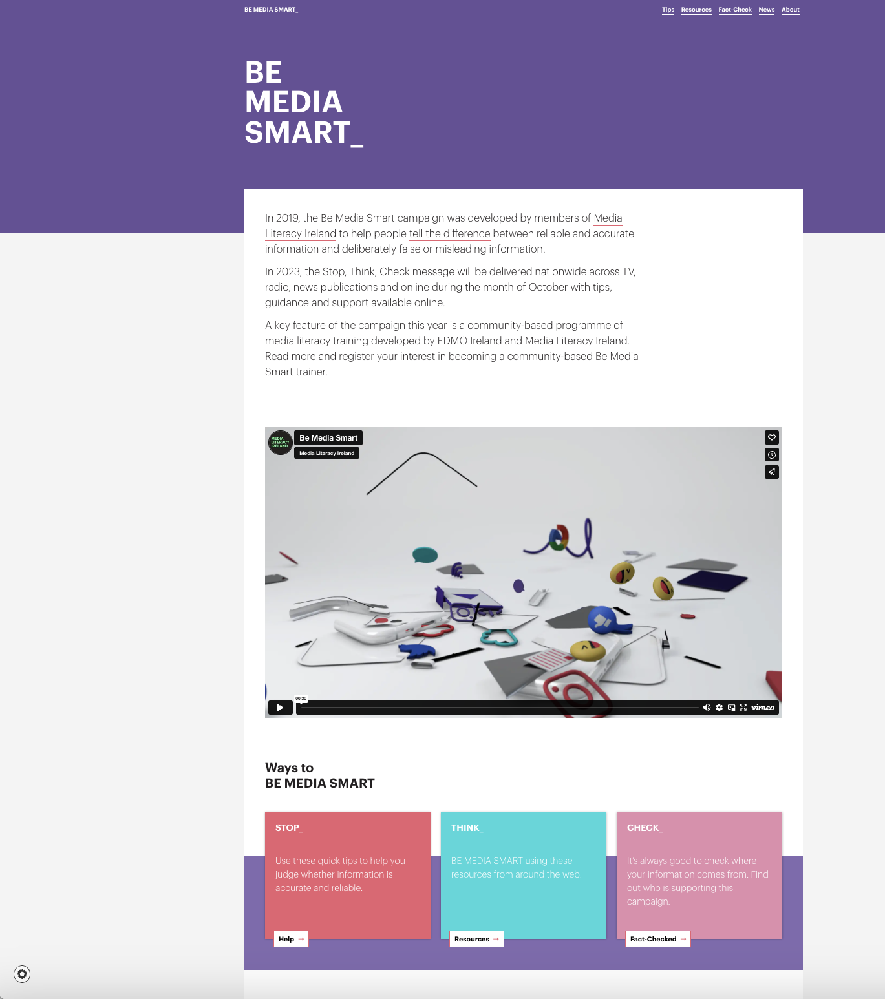 BE MEDIA SMART_
Tips Resources Fact-Check News About
BE
MEDIA
SMART_
In 2019, the Be Media Smart campaign was developed by members of Media
Literacy Ireland to help people tell the difference between reliable and accurate
information and deliberately false or misleading information.
In 2023, the Stop, Think, Check message will be delivered nationwide across TV,
radio, news publications and online during the month of October with tips,
guidance and support available online.
A key feature of the campaign this year is a community-based programme of
media literacy training developed by EDMO Ireland and Media Literacy Ireland.
Read more and register your interest in becoming a community-based Be Media
Smart trainer.
MEDIA
LITERACY
IRELAND
Be Media Smart
Media Literacy Ireland
00:30
vimeo
Ways to
BE MEDIA SMART
STOP_
Use these quick tips to help you
judge whether information is
accurate and reliable.
Help →
THINK_
BE MEDIA SMART using these
resources from around the web.
Resources →
CHECK_
It's always good to check where
your information comes from. Find
out who is supporting this
campaign.
Fact-Checked →